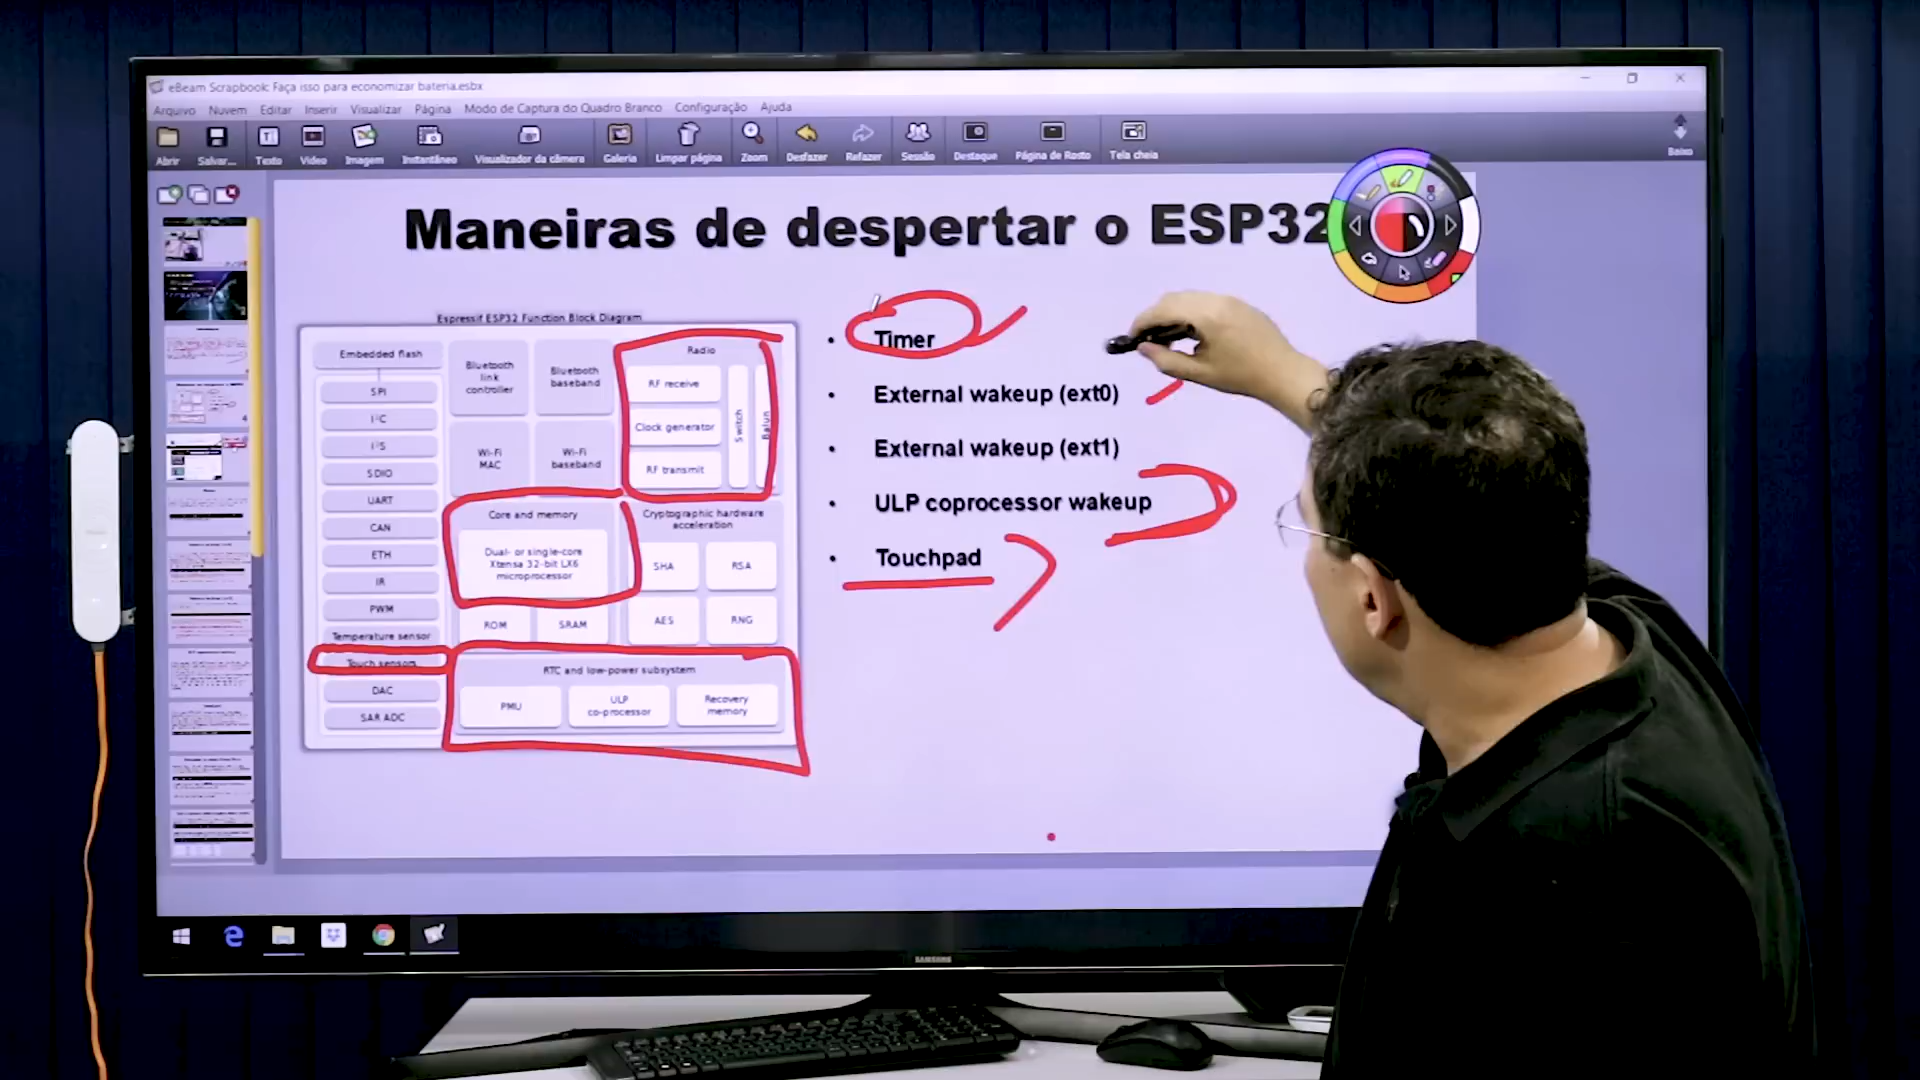 eBeam Scrapbook: Faça isso para economizar bateria.esbx
Arquivo Nuvem Editar Inserir Visualizar Página Modo de Captura do Quadro Branco Configuração Ajuda
Abrir Salvar... Texto Video Imagem Instantâneo Visualizador da câmera Galeria Limpar página Zoom Desfazer Refazer Sessão Destaque Página de Rosto Tela cheia Baixo
Maneiras de despertar o ESP32
Espressif ESP32 Function Block Diagram
Embedded flash
SPI
I²C
I²S
SDIO
UART
CAN
ETH
IR
PWM
Temperature sensor
Touch sensors
DAC
SAR ADC
Bluetooth
link
controller
Bluetooth
baseband
Wi-Fi
MAC
Wi-Fi
baseband
Radio
RF receive
Clock generator
RF transmit
Switch
Balun
Core and memory
Dual- or single-core
Xtensa 32-bit LX6
microprocessor
ROM
SRAM
Cryptographic hardware
acceleration
SHA
RSA
AES
RNG
RTC and low-power subsystem
PMU
ULP
co-processor
Recovery
memory
• Timer
• External wakeup (ext0)
• External wakeup (ext1)
• ULP coprocessor wakeup
• Touchpad
SAMSUNG